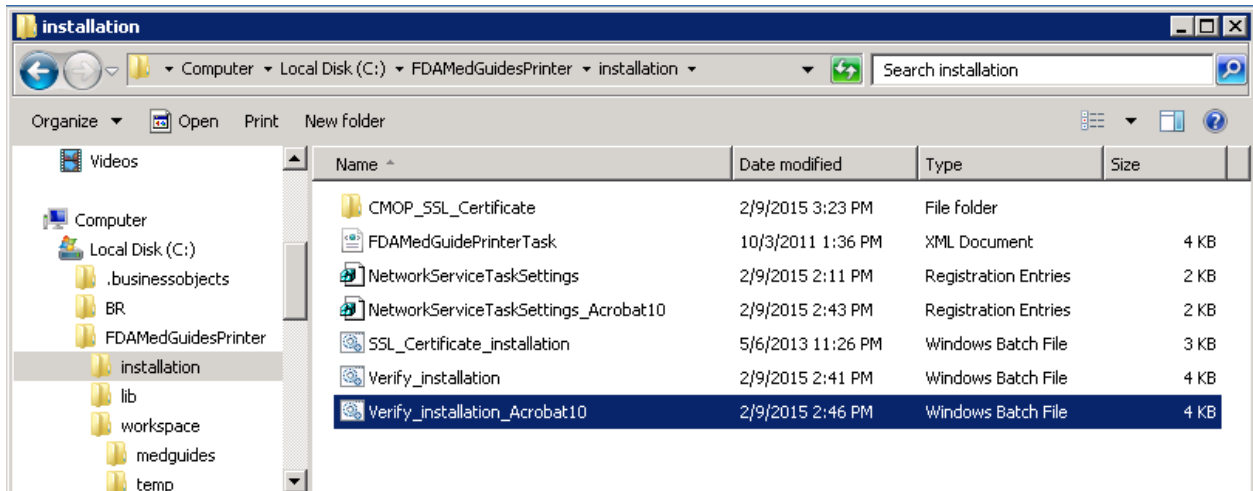 installation
Computer Local Disk (C:) FDAMedGuidesPrinter installation
Search installation
Organize Open Print New folder
Videos
Computer
Local Disk (C:)
.businessobjects
BR
FDAMedGuidesPrinter
installation
lib
workspace
medguides
temp
Name Date modified Type Size
CMOP_SSL_Certificate 2/9/2015 3:23 PM File folder
FDAMedGuidePrinterTask 10/3/2011 1:36 PM XML Document 4 KB
NetworkServiceTaskSettings 2/9/2015 2:11 PM Registration Entries 2 KB
NetworkServiceTaskSettings_Acrobat10 2/9/2015 2:43 PM Registration Entries 2 KB
SSL_Certificate_installation 5/6/2013 11:26 PM Windows Batch File 3 KB
Verify_installation 2/9/2015 2:41 PM Windows Batch File 4 KB
Verify_installation_Acrobat10 2/9/2015 2:46 PM Windows Batch File 4 KB